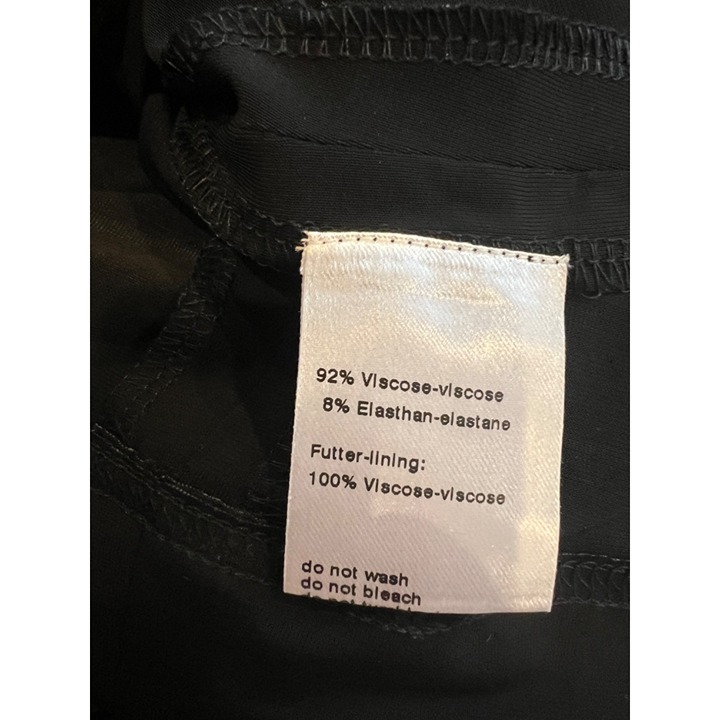 92% Viscose-viscose
8% Elasthan-elastane
Futter-lining:
100% Viscose-viscose
do not wash
do not bleach